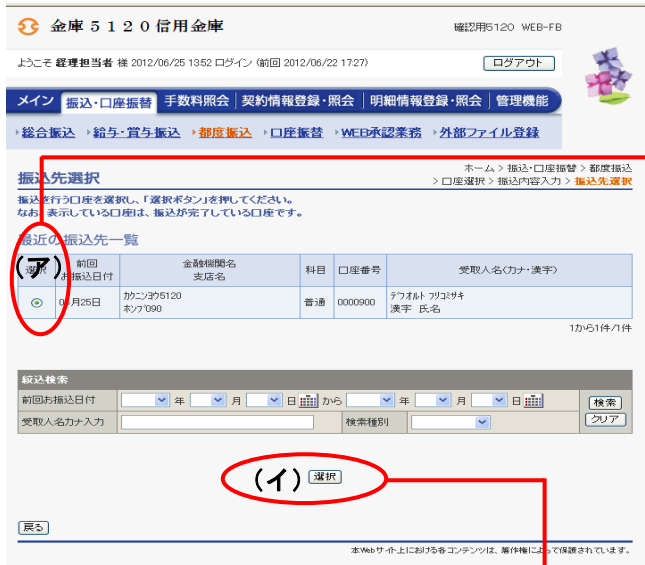 金庫5120信用金庫
確認用5120 WEB-FB
ようこそ 経理担当者 様 2012/06/25 1352 ログイン (前回 2012/06/22 17:27)
ログアウト
メイン 振込・口座振替 手数料照会 契約情報登録・照会 明細情報登録・照会 管理機能
総合振込 給与・賞与振込 都度振込 口座振替 WEB承認業務 外部ファイル登録
ホーム > 振込・口座振替 > 都度振込
> 口座選択 > 振込内容入力 > 振込先選択
振込先選択
振込を行う口座を選択し、「選択ボタン」を押してください。
なお、表示している口座は、振込が完了している口座です。
最近の振込先一覧
(ア)
選択 前回 お振込日付 金融機関名 支店名 科目 口座番号 受取人名(カナ・漢字)
月25日 カクニンヨウ5120 ホンブ090 普通 0000900 デフオルト フリコミサキ 漢字 氏名
1から1件/1件
絞込検索
前回お振込日付 年 月 日 から 年 月 日 検索
受取人名カナ入力 検索種別 クリア
(イ) 選択
戻る
本Webサイト上における各コンテンツは、著作権によって保護されています。